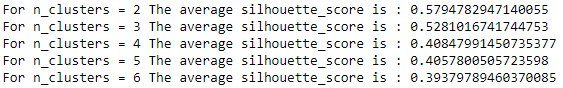 For n_clusters = 2 The average silhouette_score is : 0.5794782947140055
For n_clusters = 3 The average silhouette_score is : 0.5281016741744753
For n_clusters = 4 The average silhouette_score is : 0.40847991450735377
For n_clusters = 5 The average silhouette_score is : 0.4057800505723598
For n_clusters = 6 The average silhouette_score is : 0.39379789460370085